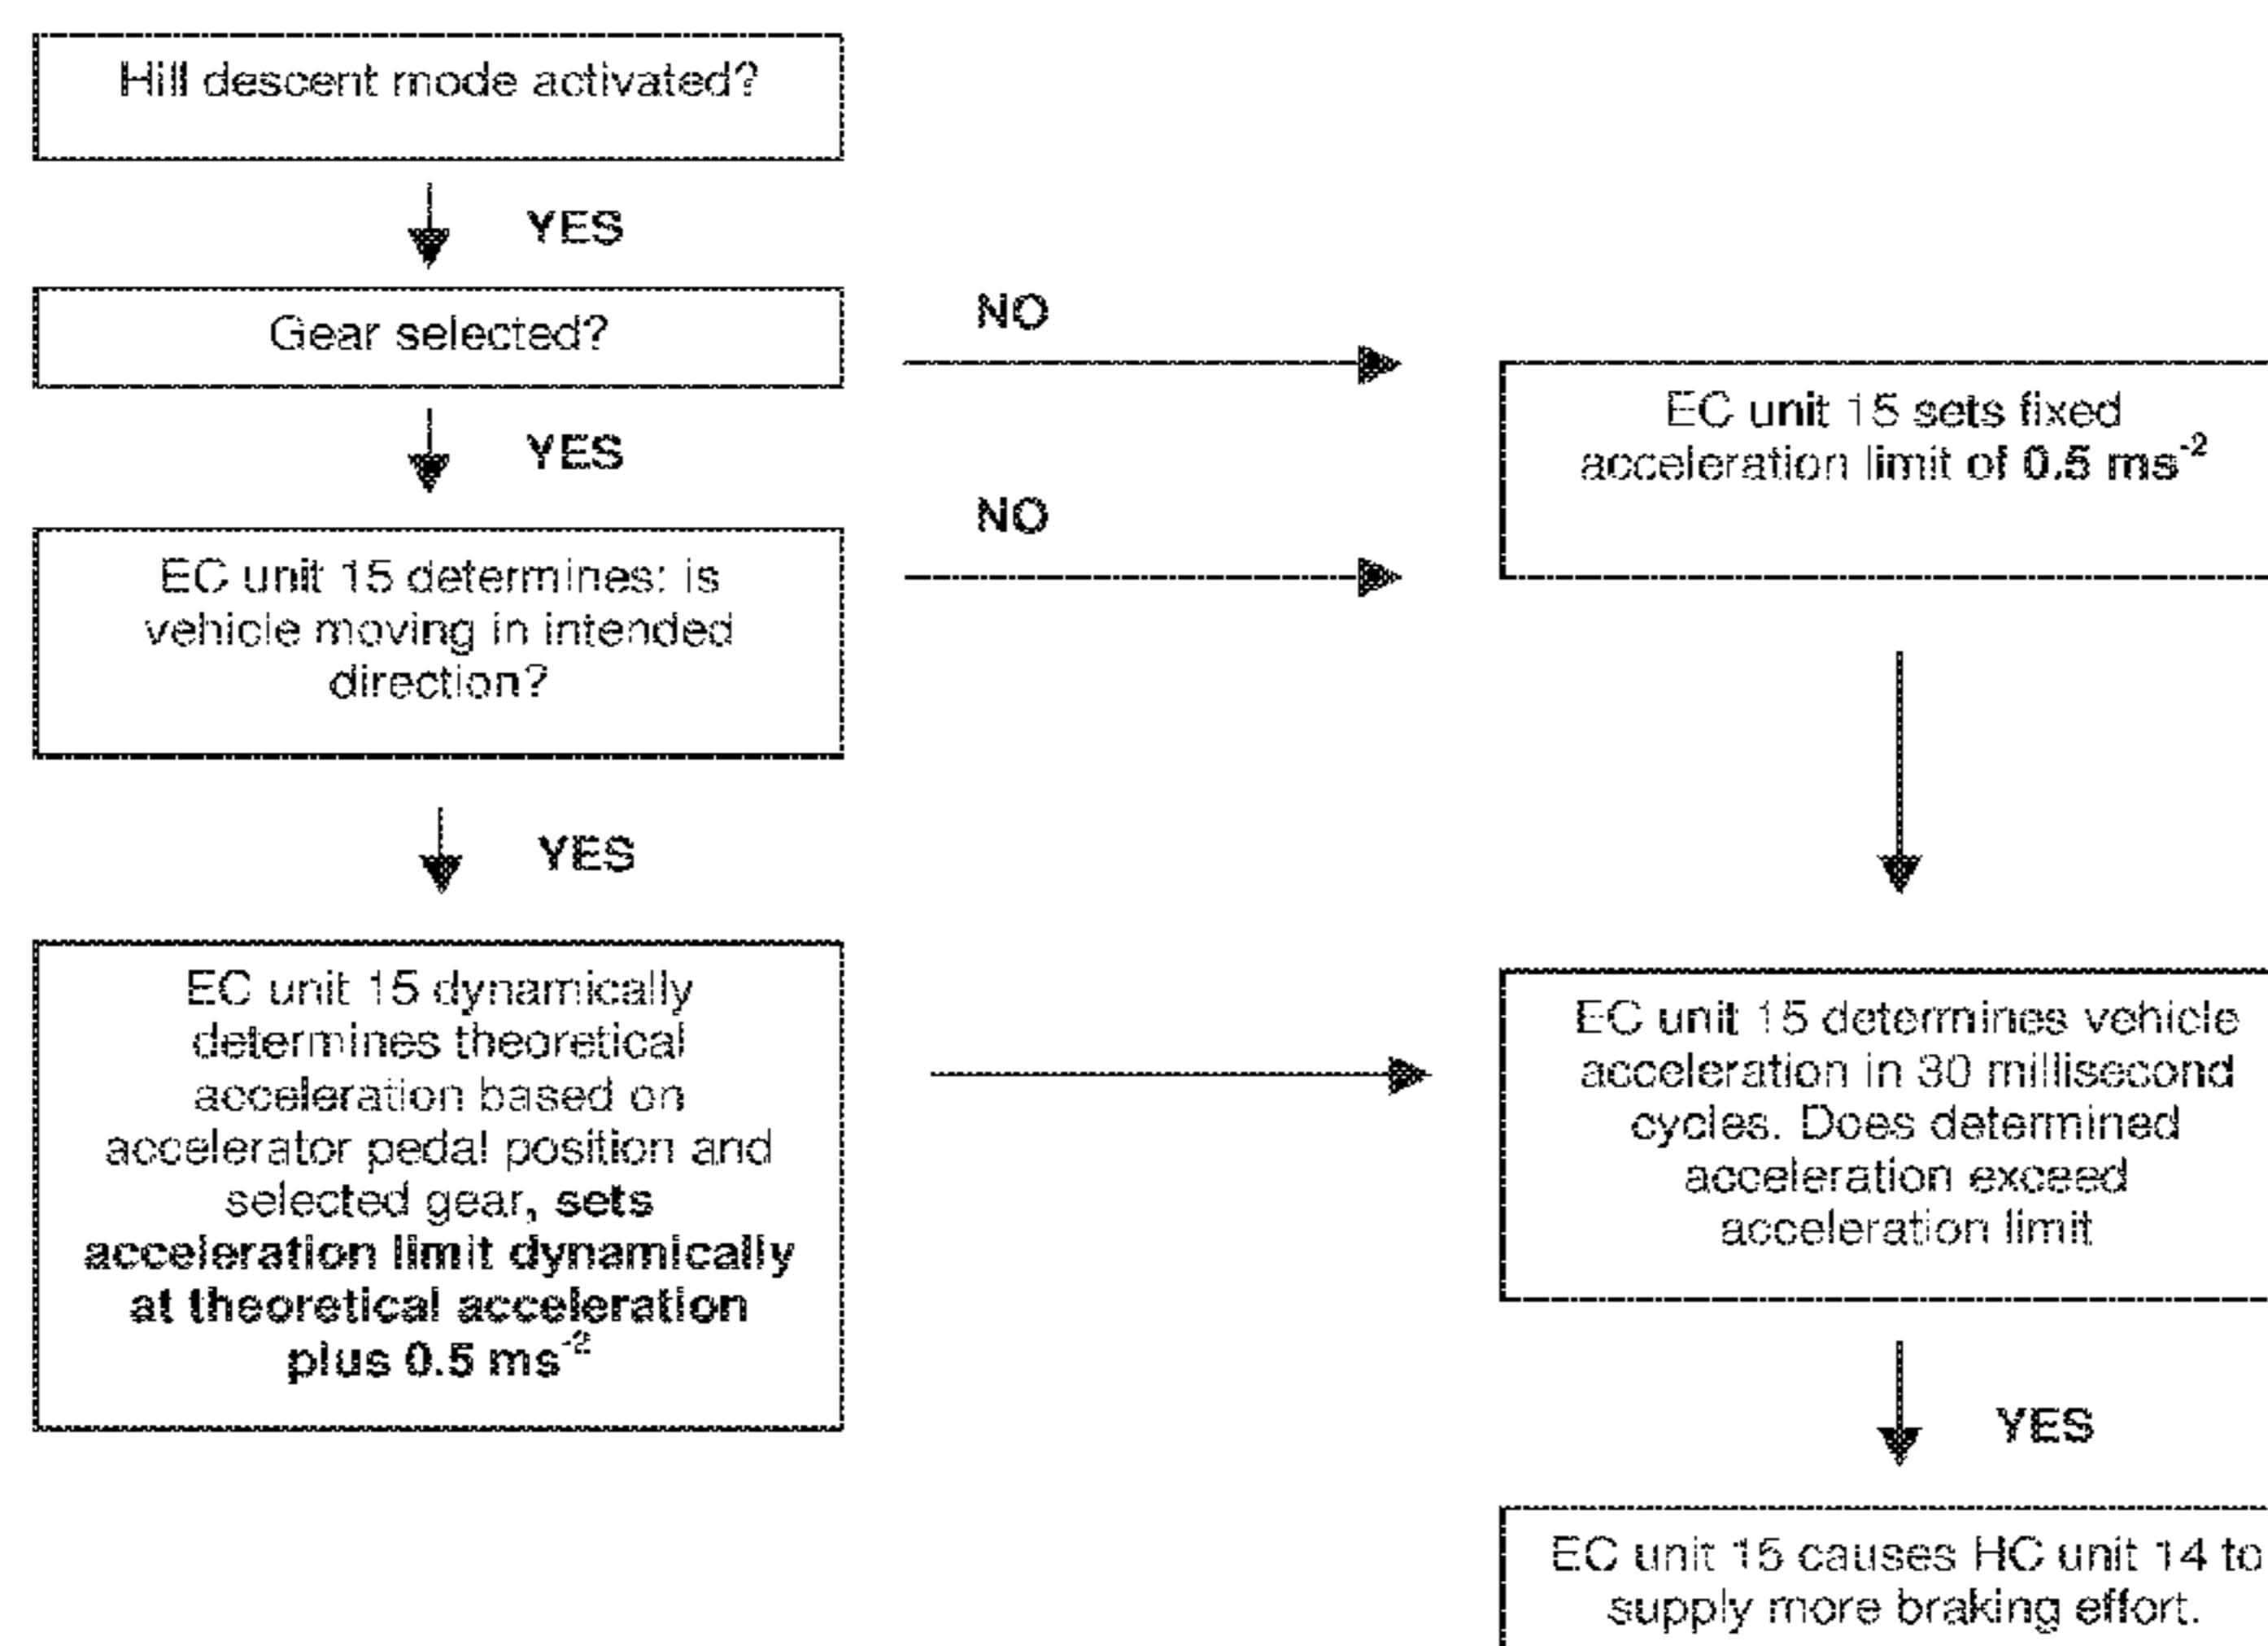 Hill descent mode activated?
YES
Gear selected?
NO
YES
EC unit 15 sets fixed
acceleration limit of 0.5 ms⁻²
NO
EC unit 15 determines: is
vehicle moving in intended
direction?
YES
EC unit 15 dynamically
determines theoretical
acceleration based on
accelerator pedal position and
selected gear, sets
acceleration limit dynamically
at theoretical acceleration
plus 0.5 ms⁻²
EC unit 15 determines vehicle
acceleration in 30 millisecond
cycles. Does determined
acceleration exceed
acceleration limit
YES
EC unit 15 causes HC unit 14 to
supply more braking effort.